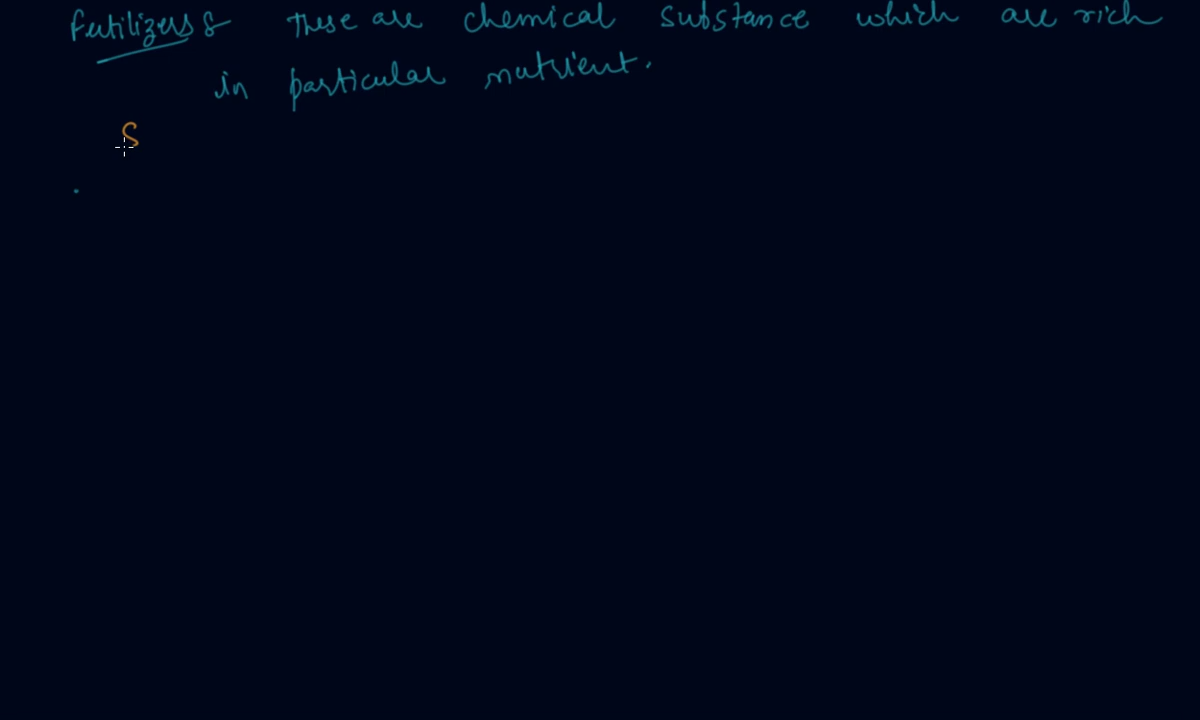 Fertilizers :- These are chemical substance which are rich
in particular nutrient.
S